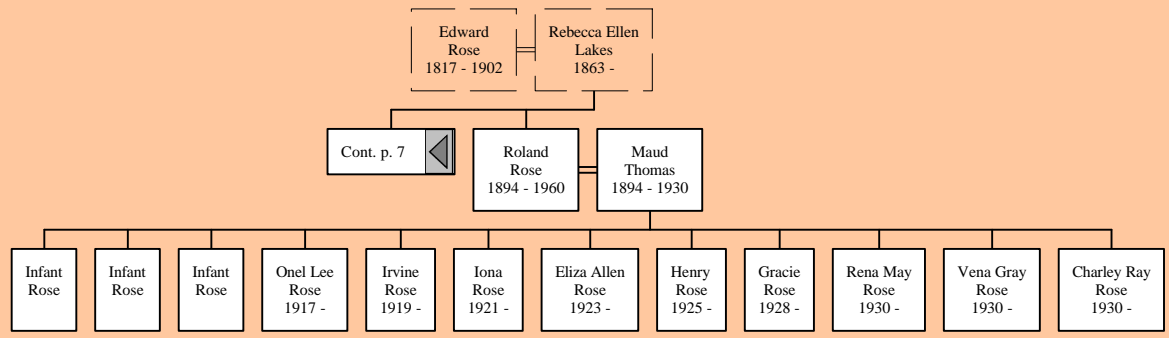 Edward
Rose
1817 - 1902
Rebecca Ellen
Lakes
1863 -
Cont. p. 7
Roland
Rose
1894 - 1960
Maud
Thomas
1894 - 1930
Infant
Rose
Infant
Rose
Infant
Rose
Onel Lee
Rose
1917 -
Irvine
Rose
1919 -
Iona
Rose
1921 -
Eliza Allen
Rose
1923 -
Henry
Rose
1925 -
Gracie
Rose
1928 -
Rena May
Rose
1930 -
Vena Gray
Rose
1930 -
Charley Ray
Rose
1930 -